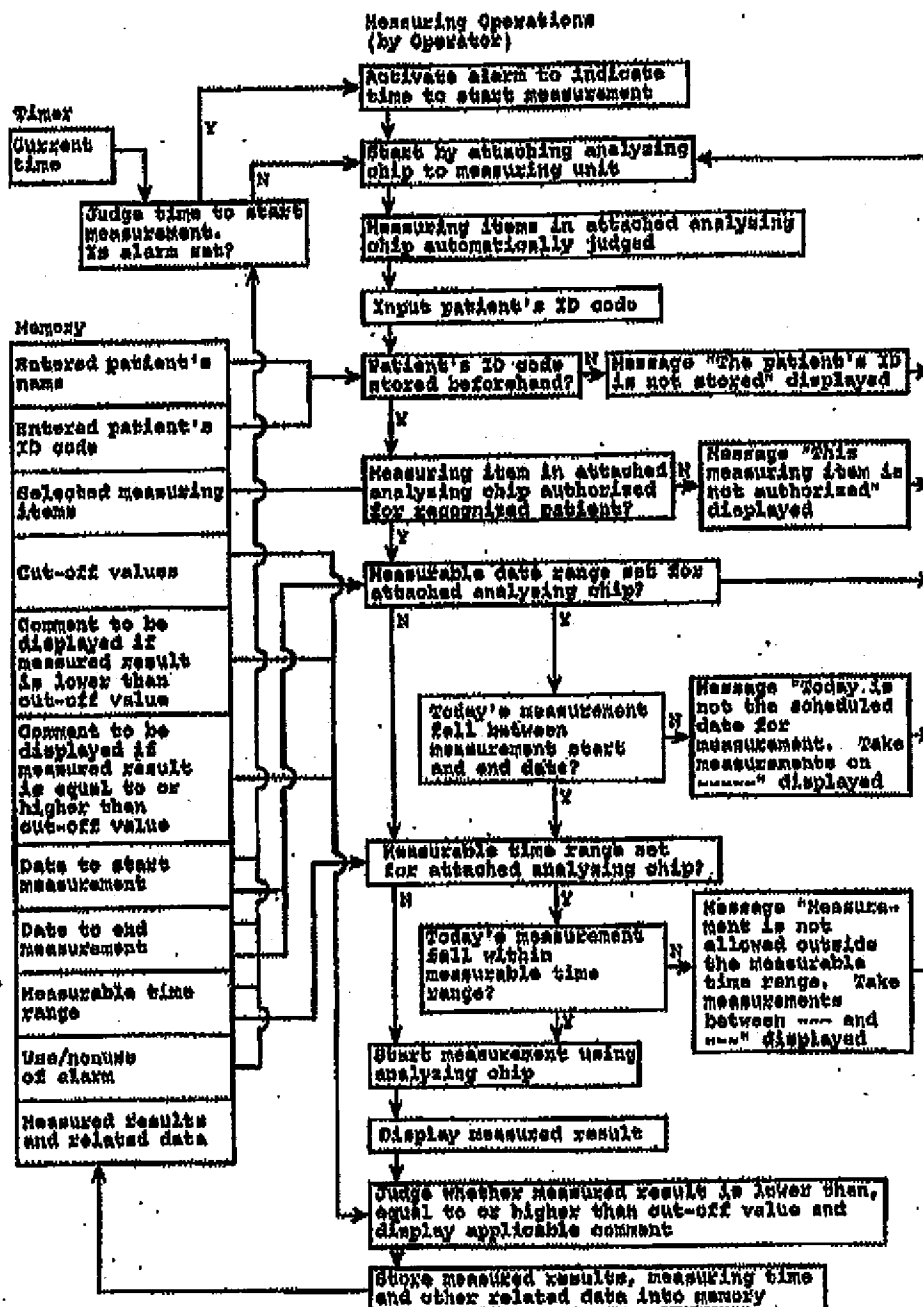 Measuring Operations
(by Operator)
Activate alarm to indicate
time to start measurement
Timer
Current
time
Y
N
Start by attaching analyzing
chip to measuring unit
Judge time to start
measurement.
Is alarm set?
Measuring items in attached analyzing
chip automatically judged
Input patient's ID code
Memory
Entered patient's
name
Entered patient's
ID code
Selected measuring
items
Cut-off values
Comment to be
displayed if
measured result
is lower than
cut-off value
Comment to be
displayed if
measured result
is equal to or
higher than
cut-off value
Date to start
measurement
Date to end
measurement
Measurable time
range
Use/nonuse
of alarm
Measured results
and related data
Patient's ID code
stored beforehand?
N
Message "The patient's ID
is not stored" displayed
Y
Measuring item in attached
analyzing chip authorized
for recognized patient?
N
Message "This
measuring item is
not authorized"
displayed
Y
Measurable date range set for
attached analyzing chip?
N
Y
Today's measurement
fall between
measurement start
and end date?
N
Message "Today is
not the scheduled
date for
measurement. Take
measurements on
------" displayed
Y
Measurable time range set
for attached analyzing chip?
N
Y
Today's measurement
fall within
measurable time
range?
N
Message "Measure-
ment is not
allowed outside
the measurable
time range. Take
measurements
between --- and
---" displayed
Y
Start measurement using
analyzing chip
Display measured result
Judge whether measured result is lower than,
equal to or higher than cut-off value and
display applicable comment
Store measured results, measuring time
and other related data into memory